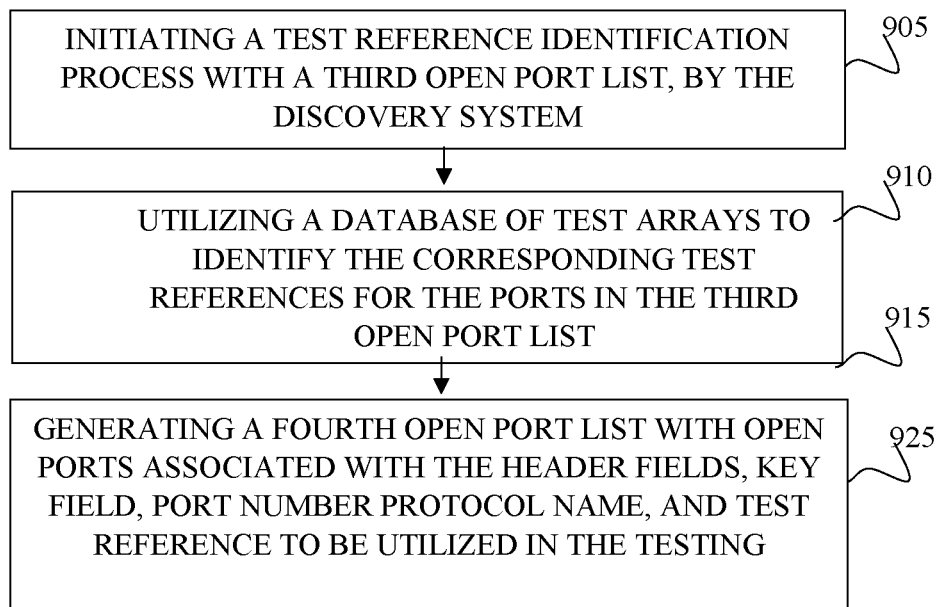 INITIATING A TEST REFERENCE IDENTIFICATION
PROCESS WITH A THIRD OPEN PORT LIST, BY THE
DISCOVERY SYSTEM
905
UTILIZING A DATABASE OF TEST ARRAYS TO
IDENTIFY THE CORRESPONDING TEST
REFERENCES FOR THE PORTS IN THE THIRD
OPEN PORT LIST
910
915
GENERATING A FOURTH OPEN PORT LIST WITH OPEN
PORTS ASSOCIATED WITH THE HEADER FIELDS, KEY
FIELD, PORT NUMBER PROTOCOL NAME, AND TEST
REFERENCE TO BE UTILIZED IN THE TESTING
925